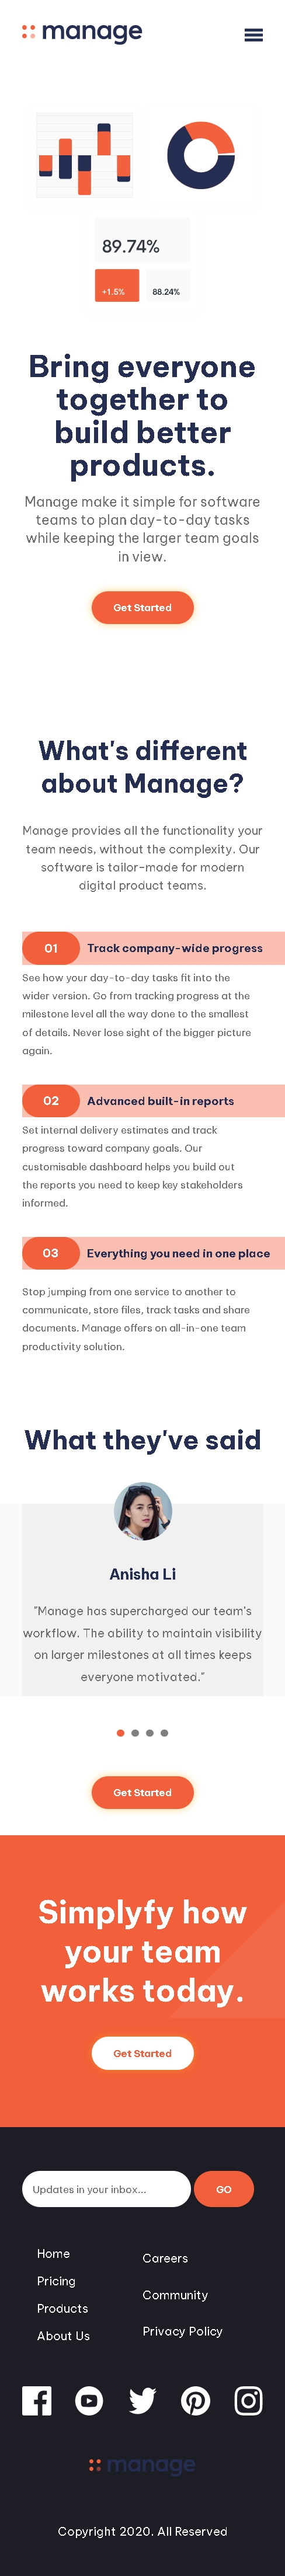 manage
89.74%
+1.5%
88.24%
Bring everyone
together to
build better
products.
Manage make it simple for software
teams to plan day-to-day tasks
while keeping the larger team goals
in view.
Get Started
What's different
about Manage?
Manage provides all the functionality your
team needs, without the complexity. Our
software is tailor-made for modern
digital product teams.
01 Track company-wide progress
See how your day-to-day tasks fit into the
wider version. Go from tracking progress at the
milestone level all the way done to the smallest
of details. Never lose sight of the bigger picture
again.
02 Advanced built-in reports
Set internal delivery estimates and track
progress toward company goals. Our
customisable dashboard helps you build out
the reports you need to keep key stakeholders
informed.
03 Everything you need in one place
Stop jumping from one service to another to
communicate, store files, track tasks and share
documents. Manage offers on all-in-one team
productivity solution.
What they've said
Anisha Li
"Manage has supercharged our team's
workflow. The ability to maintain visibility
on larger milestones at all times keeps
everyone motivated."
Get Started
Simplyfy how
your team
works today.
Get Started
Updates in your inbox...
GO
Home
Pricing
Products
About Us
Careers
Community
Privacy Policy
manage
Copyright 2020. All Reserved